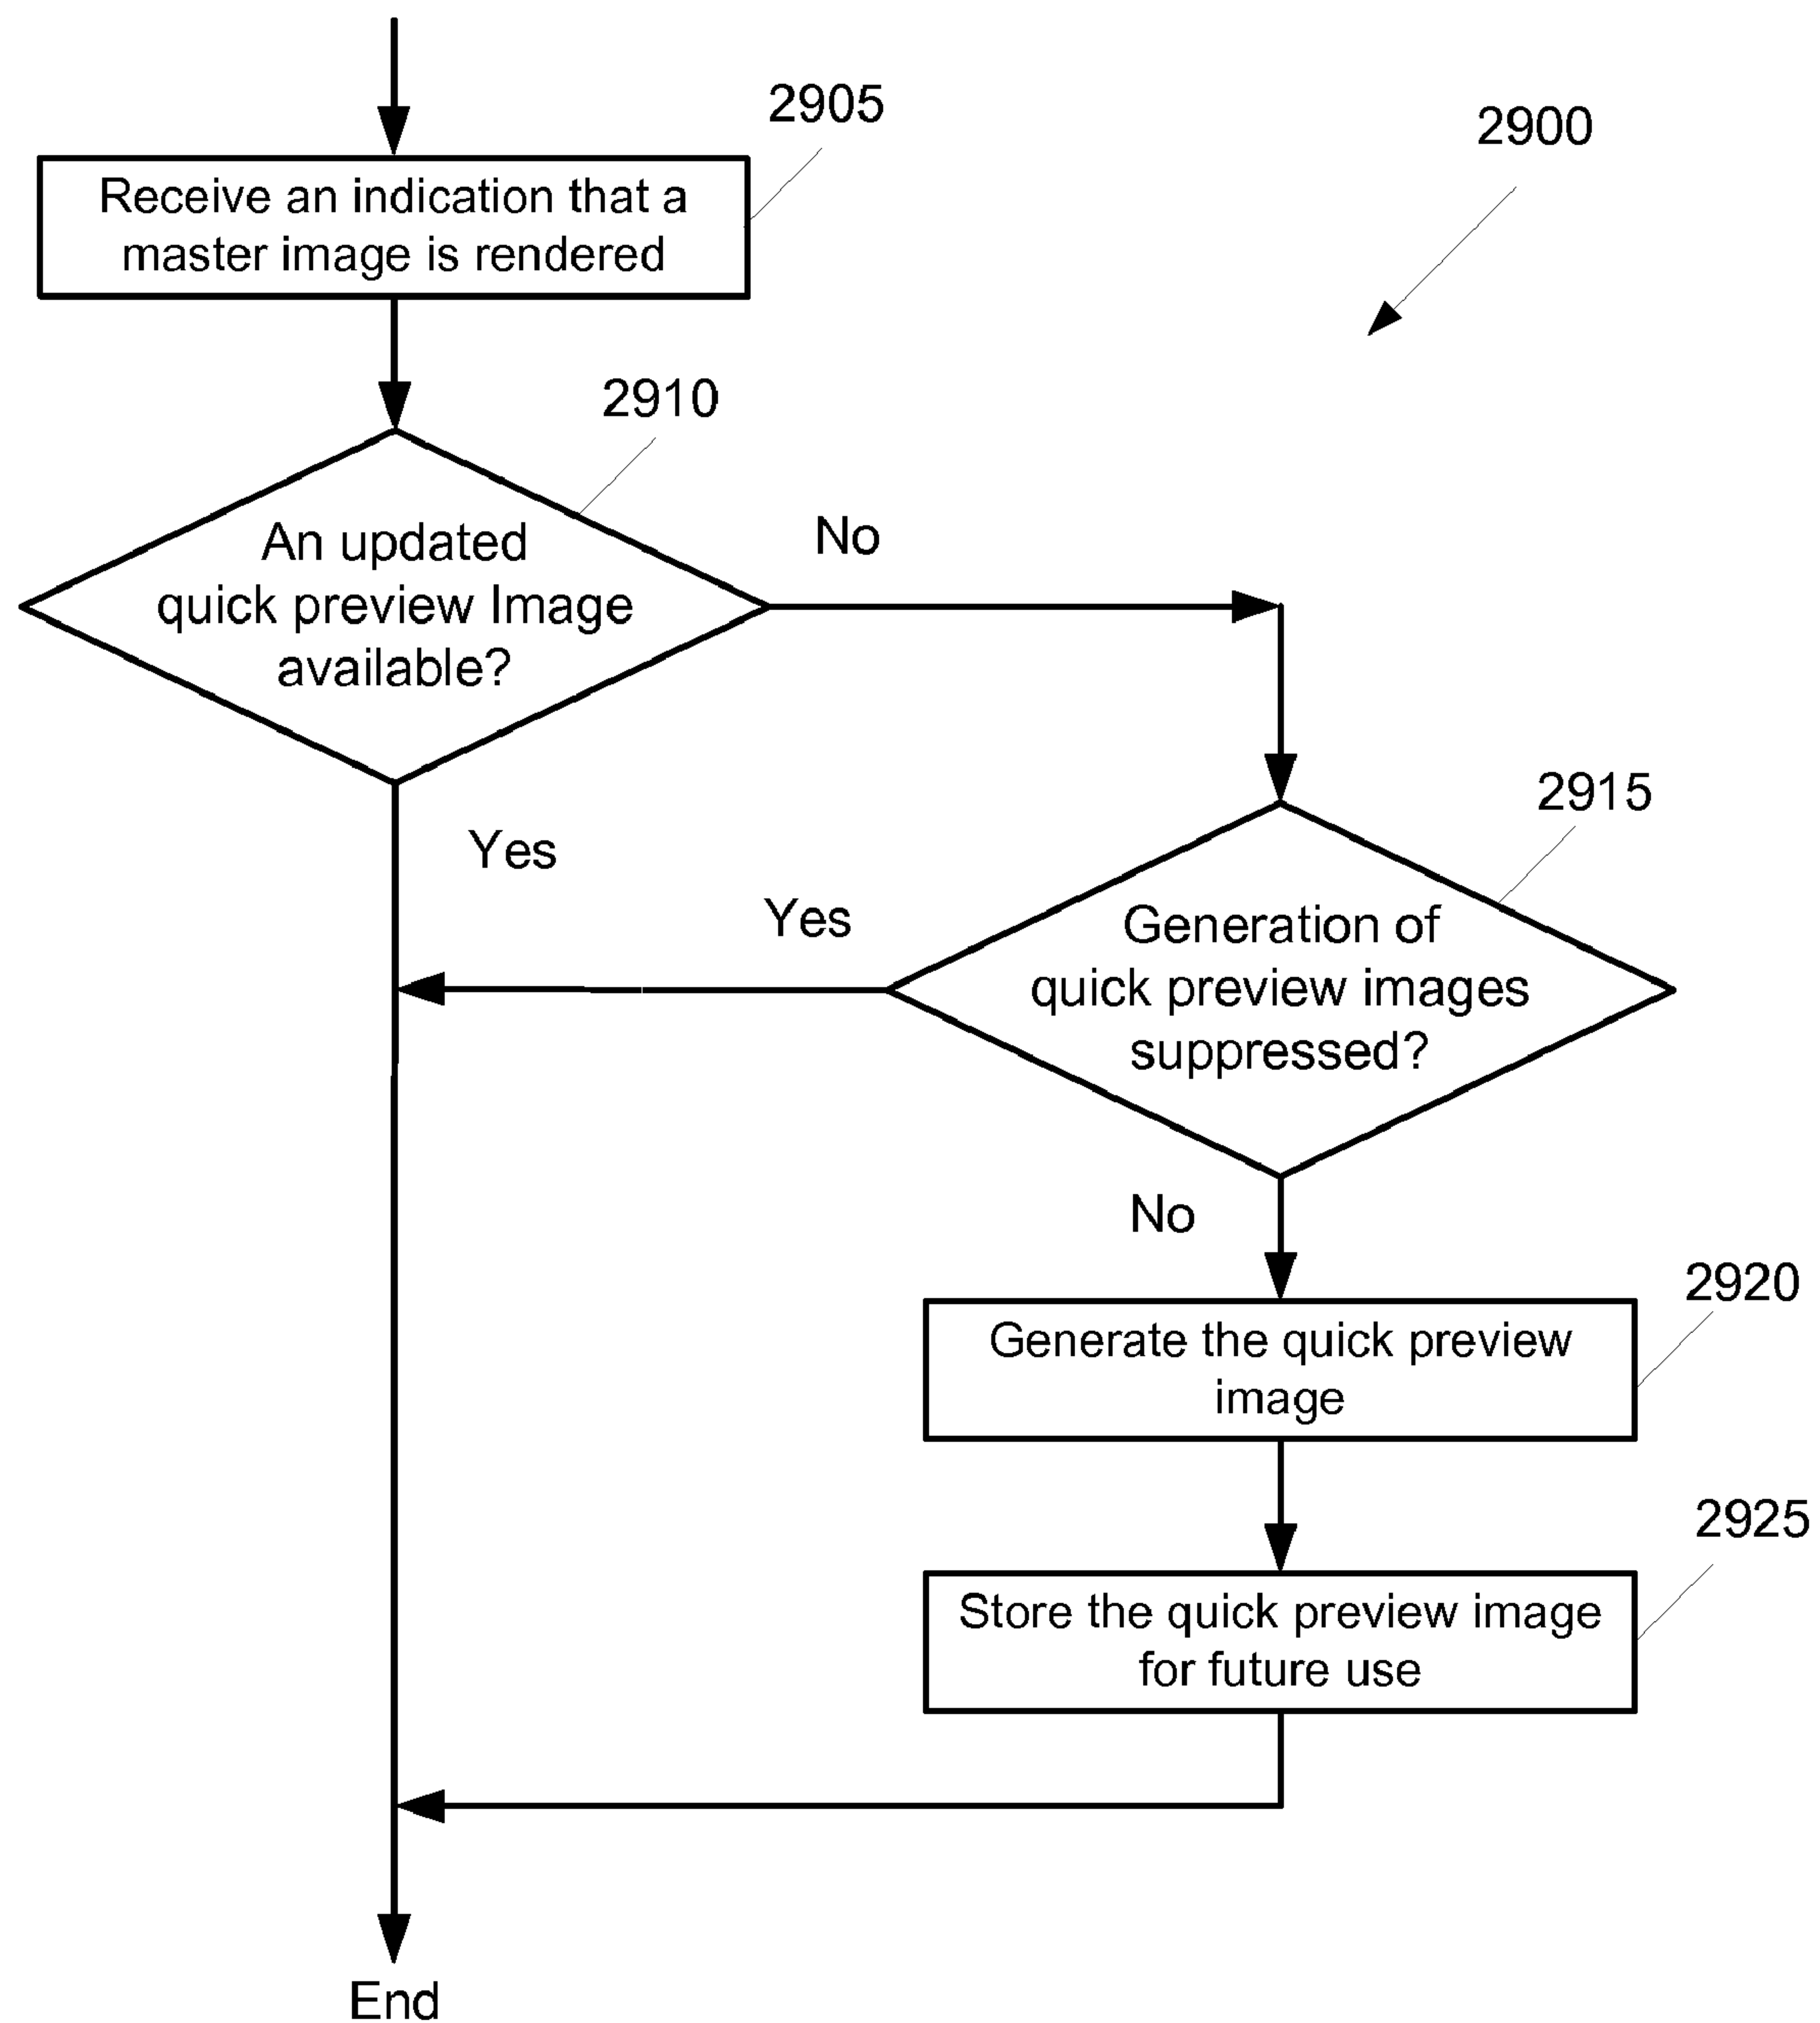 2905
2900
Receive an indication that a
master image is rendered
2910
An updated
quick preview Image
available?
No
Yes
2915
Yes
Generation of
quick preview images
suppressed?
No
2920
Generate the quick preview
image
2925
Store the quick preview image
for future use
End